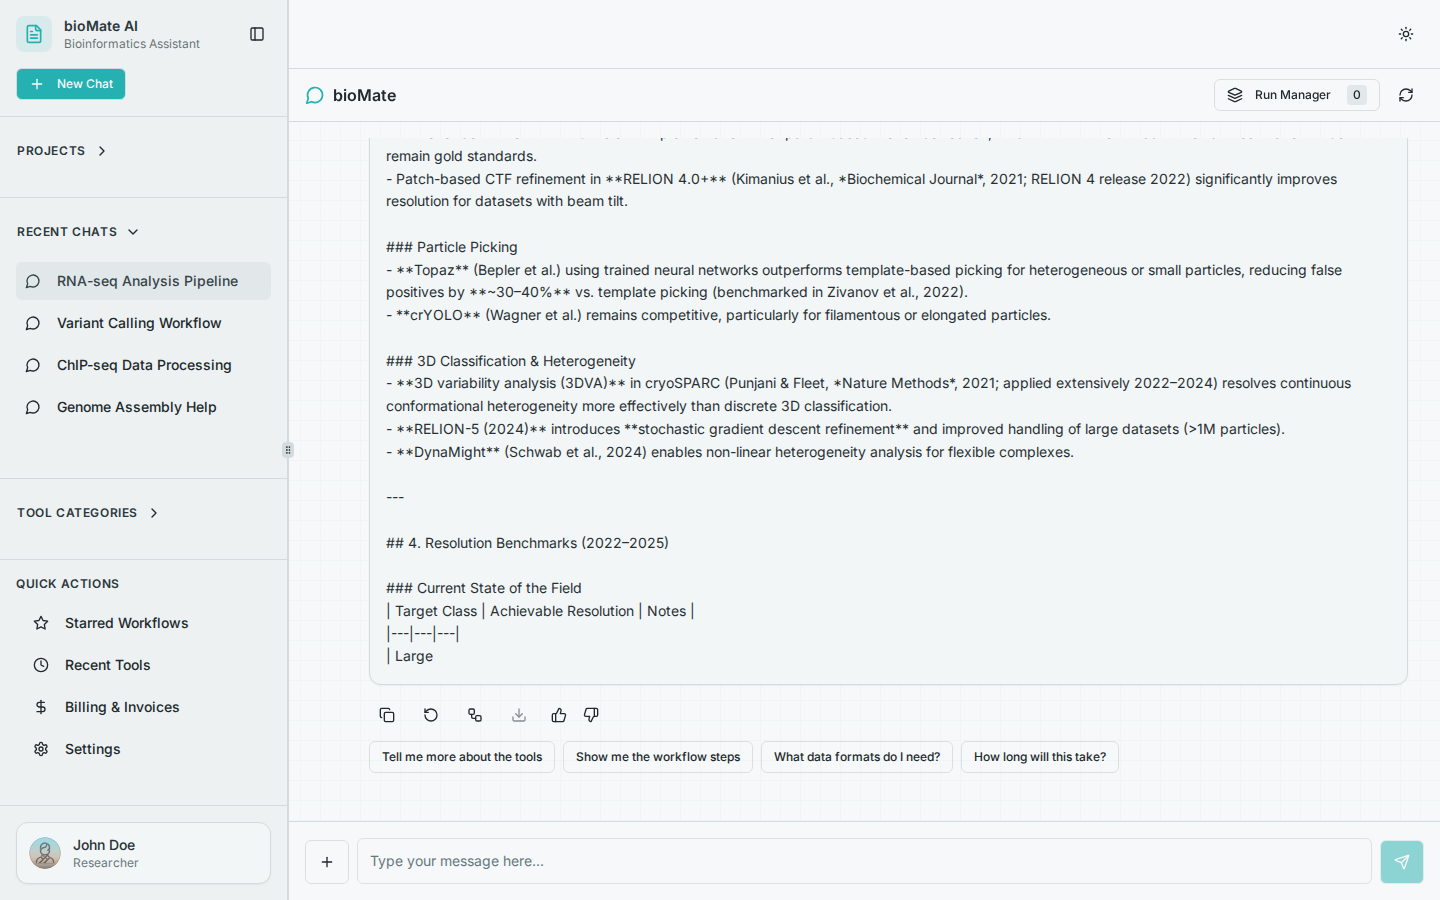 bioMate AI
Bioinformatics Assistant
New Chat
PROJECTS
RECENT CHATS
RNA-seq Analysis Pipeline
Variant Calling Workflow
ChIP-seq Data Processing
Genome Assembly Help
TOOL CATEGORIES
QUICK ACTIONS
Starred Workflows
Recent Tools
Billing & Invoices
Settings
John Doe
Researcher
bioMate
Run Manager 0
remain gold standards.
- Patch-based CTF refinement in **RELION 4.0+** (Kimanius et al., *Biochemical Journal*, 2021; RELION 4 release 2022) significantly improves
resolution for datasets with beam tilt.
### Particle Picking
- **Topaz** (Bepler et al.) using trained neural networks outperforms template-based picking for heterogeneous or small particles, reducing false
positives by **~30–40%** vs. template picking (benchmarked in Zivanov et al., 2022).
- **crYOLO** (Wagner et al.) remains competitive, particularly for filamentous or elongated particles.
### 3D Classification & Heterogeneity
- **3D variability analysis (3DVA)** in cryoSPARC (Punjani & Fleet, *Nature Methods*, 2021; applied extensively 2022–2024) resolves continuous
conformational heterogeneity more effectively than discrete 3D classification.
- **RELION-5 (2024)** introduces **stochastic gradient descent refinement** and improved handling of large datasets (>1M particles).
- **DynaMight** (Schwab et al., 2024) enables non-linear heterogeneity analysis for flexible complexes.
---
## 4. Resolution Benchmarks (2022–2025)
### Current State of the Field
| Target Class | Achievable Resolution | Notes |
|---|---|---|
| Large
Tell me more about the tools
Show me the workflow steps
What data formats do I need?
How long will this take?
Type your message here...